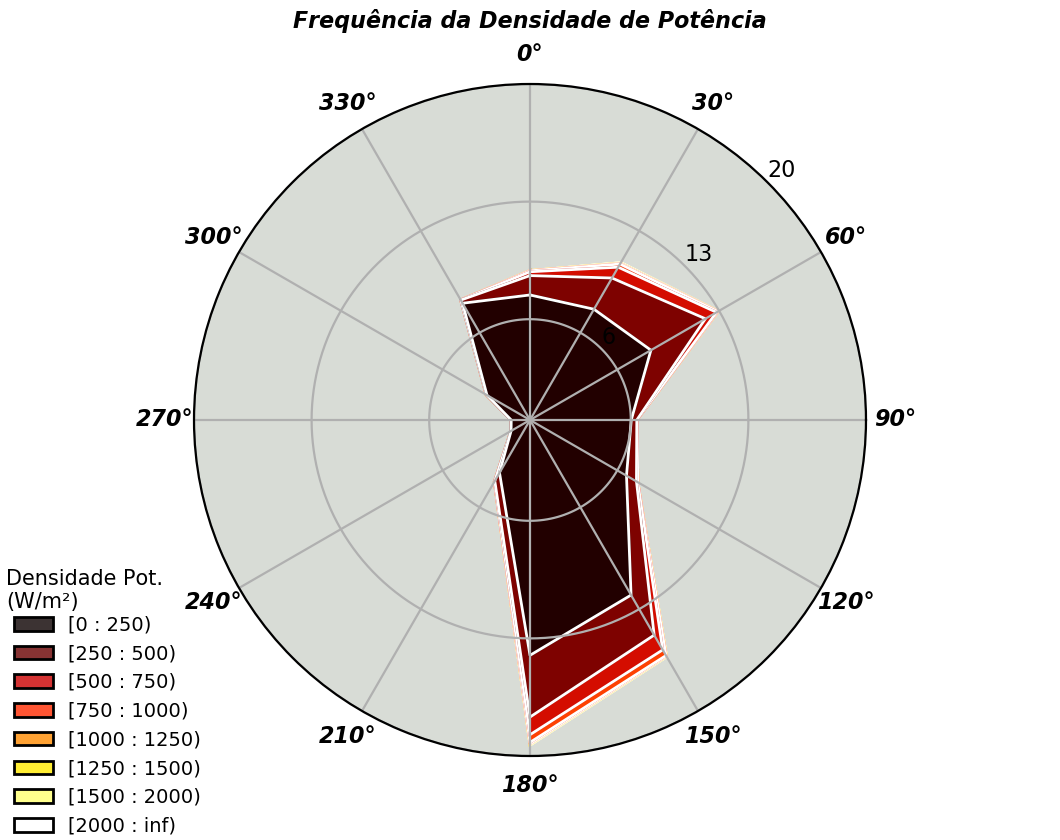 Frequência da Densidade de Potência
0°
330°
30°
20
300°
60°
13
6
270°
90°
240°
120°
210°
150°
180°
Densidade Pot.
(W/m²)
[0 : 250)
[250 : 500)
[500 : 750)
[750 : 1000)
[1000 : 1250)
[1250 : 1500)
[1500 : 2000)
[2000 : inf)